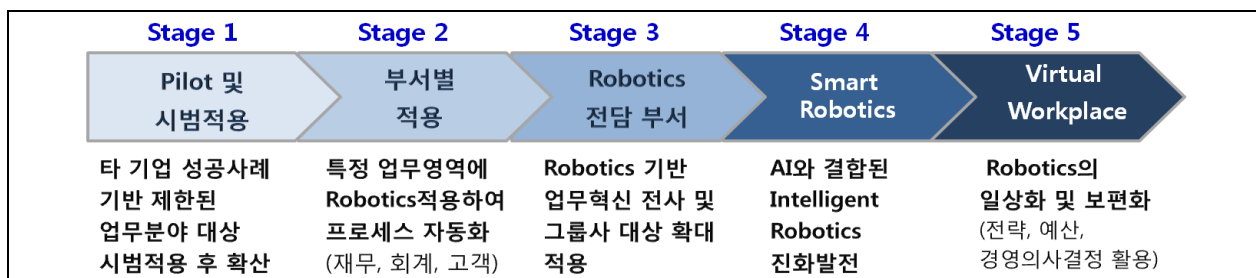 Stage 1
Stage 2
Stage 3
Stage 4
Stage 5
Pilot 및
시범적용
부서별
적용
Robotics
전담 부서
Smart
Robotics
Virtual
Workplace
타 기업 성공사례
기반 제한된
업무분야 대상
시범적용 후 확산
특정 업무영역에
Robotics적용하여
프로세스 자동화
(재무, 회계, 고객)
Robotics 기반
업무혁신 전사 및
그룹사 대상 확대
적용
AI와 결합된
Intelligent
Robotics
진화발전
Robotics의
일상화 및 보편화
(전략, 예산,
경영의사결정 활용)